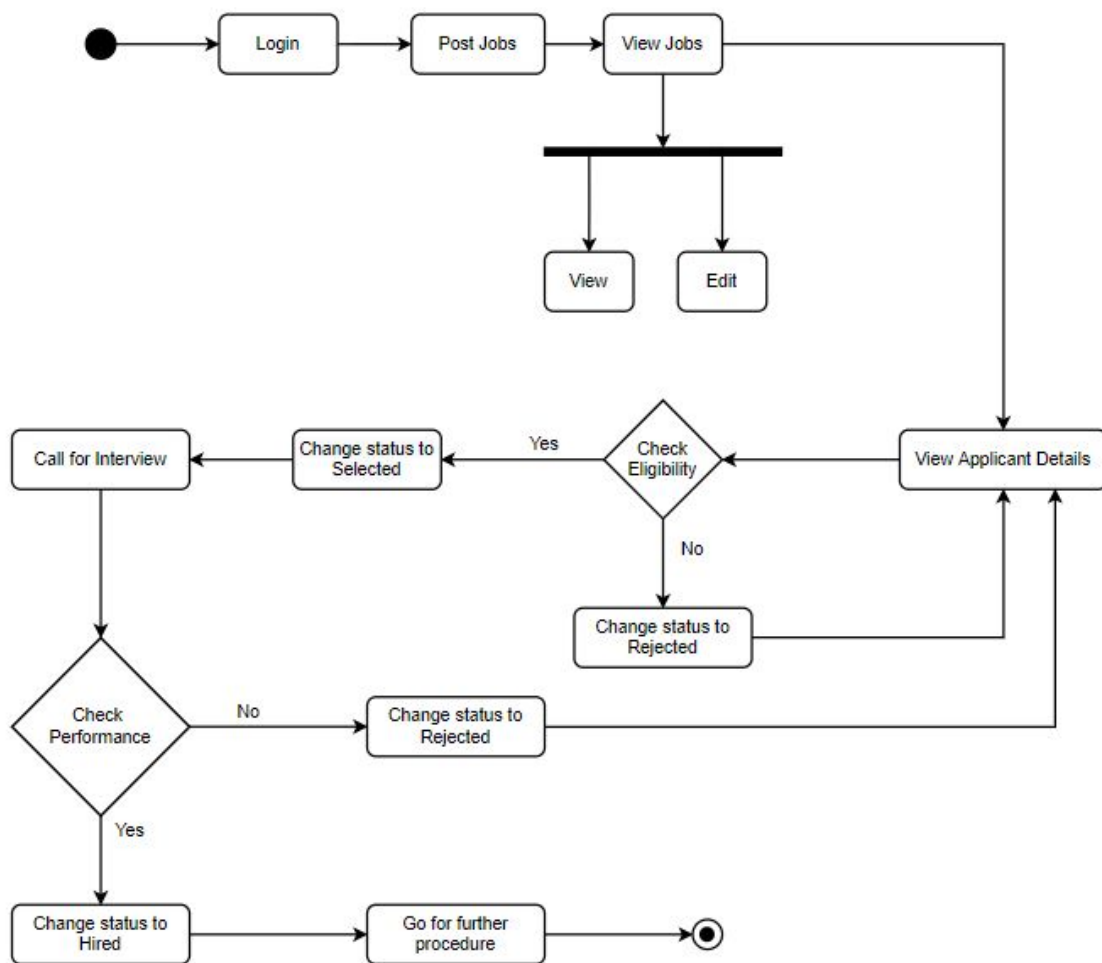 Login
Post Jobs
View Jobs
View
Edit
Call for Interview
Change status to
Selected
Yes
Check
Eligibility
View Applicant Details
No
Change status to
Rejected
Check
Performance
No
Change status to
Rejected
Yes
Change status to
Hired
Go for further
procedure